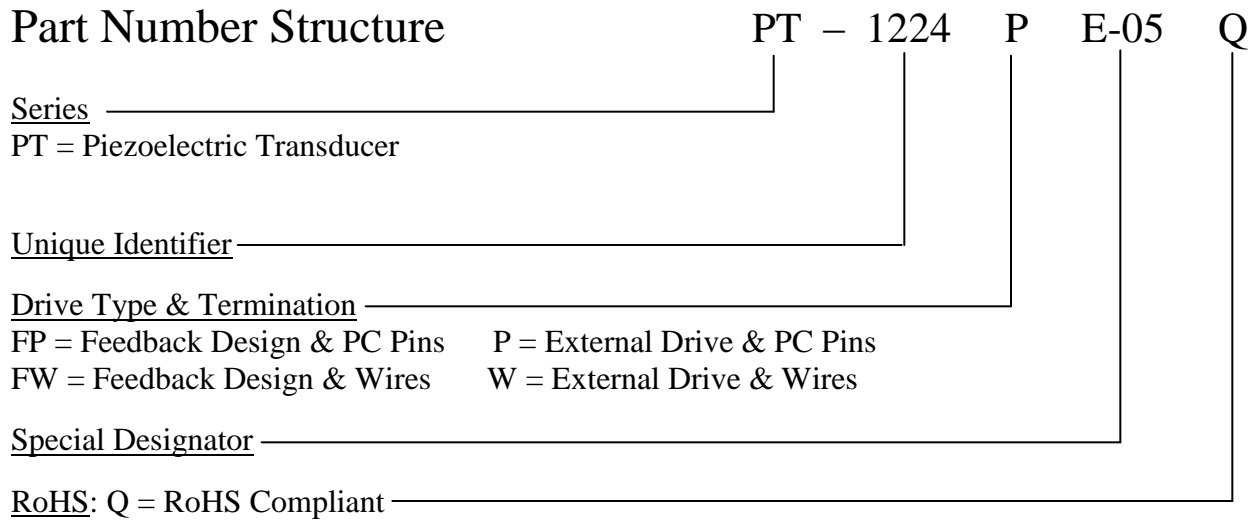 Part Number Structure PT – 1224 P E-05 Q
Series
PT = Piezoelectric Transducer
Unique Identifier
Drive Type & Termination
FP = Feedback Design & PC Pins P = External Drive & PC Pins
FW = Feedback Design & Wires W = External Drive & Wires
Special Designator
RoHS: Q = RoHS Compliant